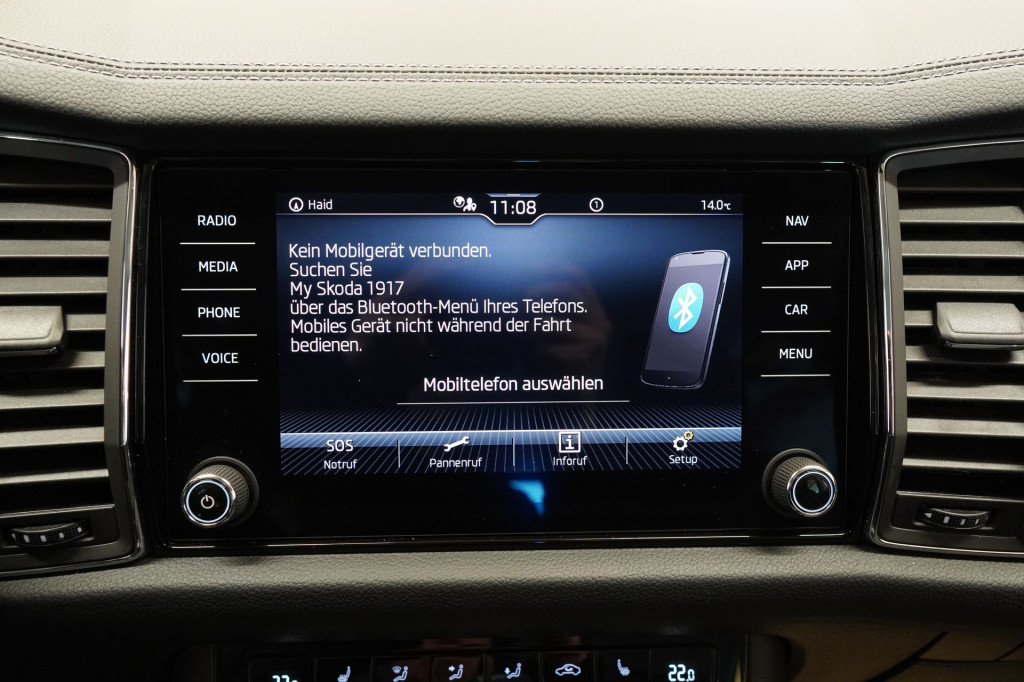 Haid
11:08
1
14.0°C
RADIO
MEDIA
PHONE
VOICE
Kein Mobilgerät verbunden.
Suchen Sie
My Skoda 1917
über das Bluetooth-Menü Ihres Telefons.
Mobiles Gerät nicht während der Fahrt
bedienen.
Mobiltelefon auswählen
SOS
Notruf
Pannenruf
i
Inforuf
Setup
NAV
APP
CAR
MENU
22.0